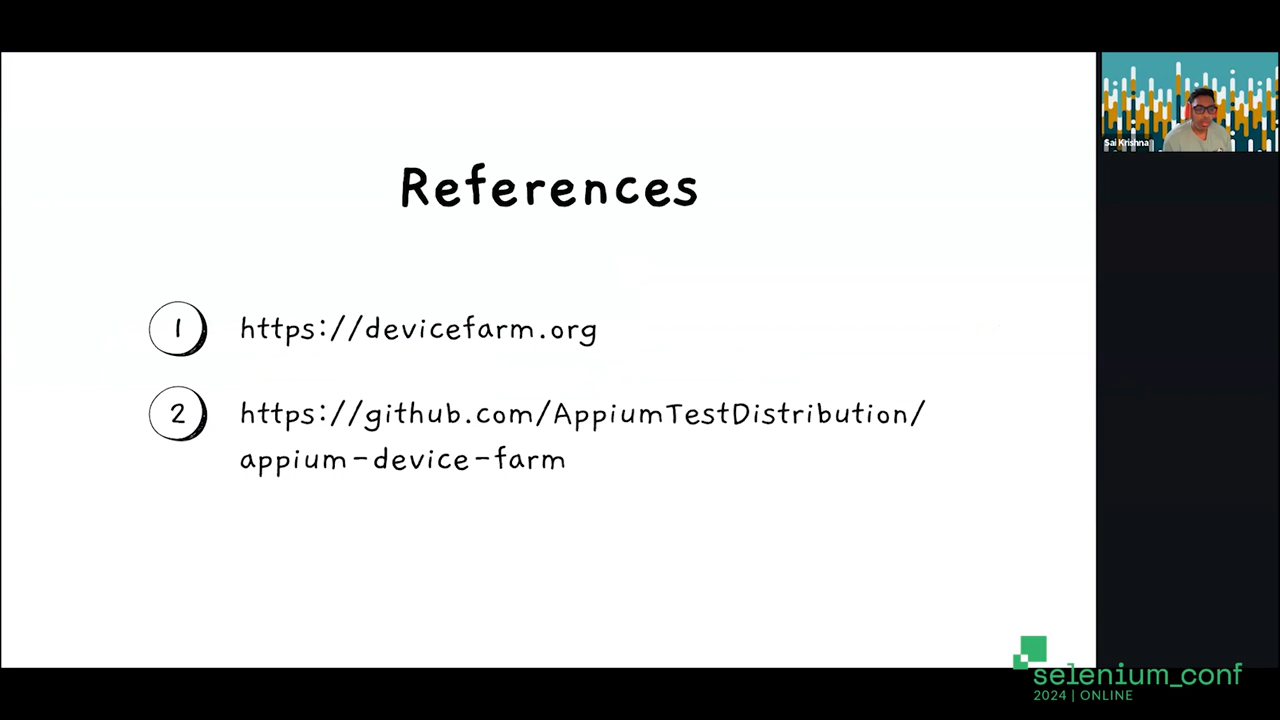 References
1 https://devicefarm.org
2 https://github.com/AppiumTestDistribution/
appium-device-farm
Sai Krishna
selenium_conf
2024 | ONLINE